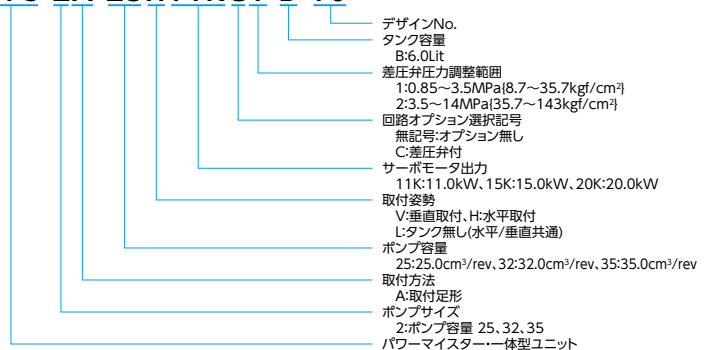 デザインNo.
タンク容量
B:6.0Lit
差圧弁圧力調整範囲
1:0.85～3.5MPa{8.7～35.7kgf/cm²}
2:3.5～14MPa{35.7～143kgf/cm²}
回路オプション選択記号
無記号:オプション無し
C:差圧弁付
サーボモータ出力
11K:11.0kW、15K:15.0kW、20K:20.0kW
取付姿勢
V:垂直取付、H:水平取付
L:タンク無し(水平/垂直共通)
ポンプ容量
25:25.0cm³/rev、32:32.0cm³/rev、35:35.0cm³/rev
取付方法
A:取付足形
ポンプサイズ
2:ポンプ容量 25、32、35
パワーマイスター・一体型ユニット